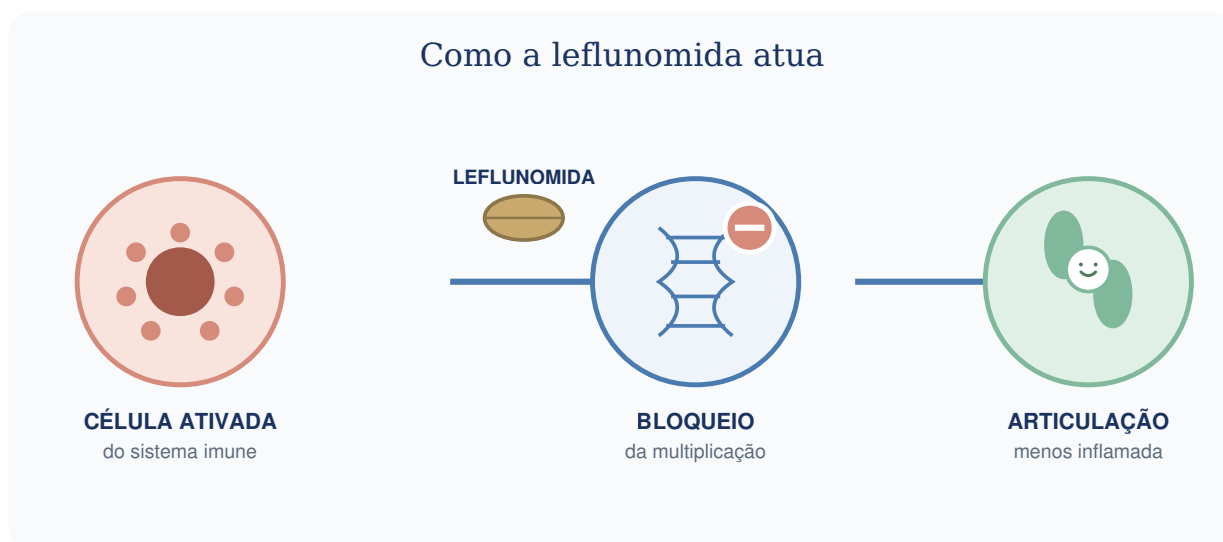 Como a leflunomida atua
LEFLUNOMIDA
CÉLULA ATIVADA
do sistema imune
BLOQUEIO
da multiplicação
ARTICULAÇÃO
menos inflamada